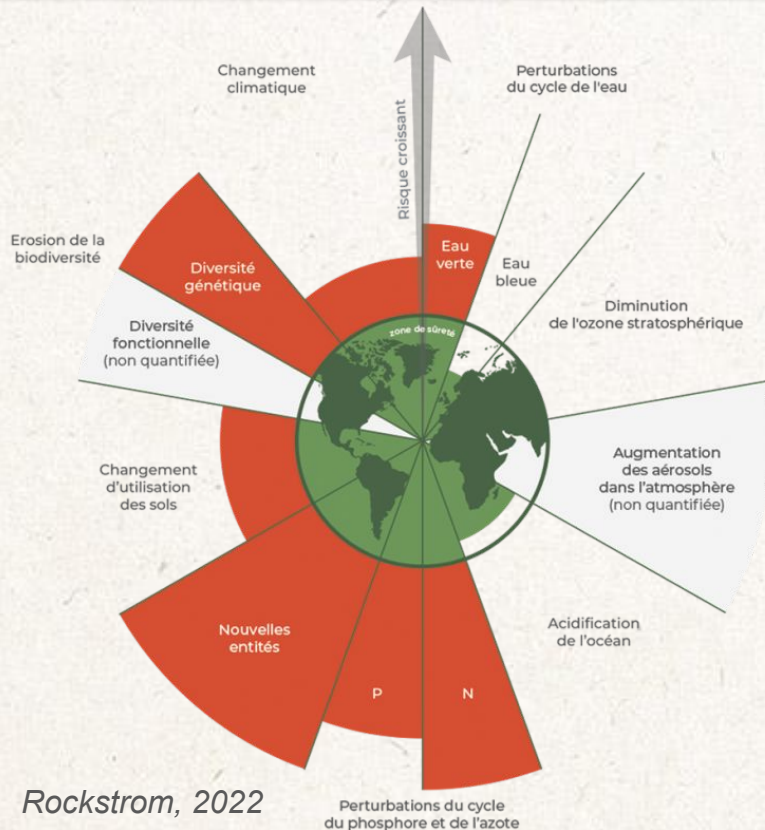 Changement
climatique
Perturbations
du cycle de l'eau
Risque croissant
Erosion de la
biodiversité
Diversité
génétique
Eau
verte
Eau
bleue
zone de sûreté
Diversité
fonctionnelle
(non quantifiée)
Diminution
de l'ozone stratosphérique
Changement
d'utilisation
des sols
Augmentation
des aérosols
dans l'atmosphère
(non quantifiée)
Nouvelles
entités
Acidification
de l'océan
P
N
Rockstrom, 2022
Perturbations du cycle
du phosphore et de l'azote